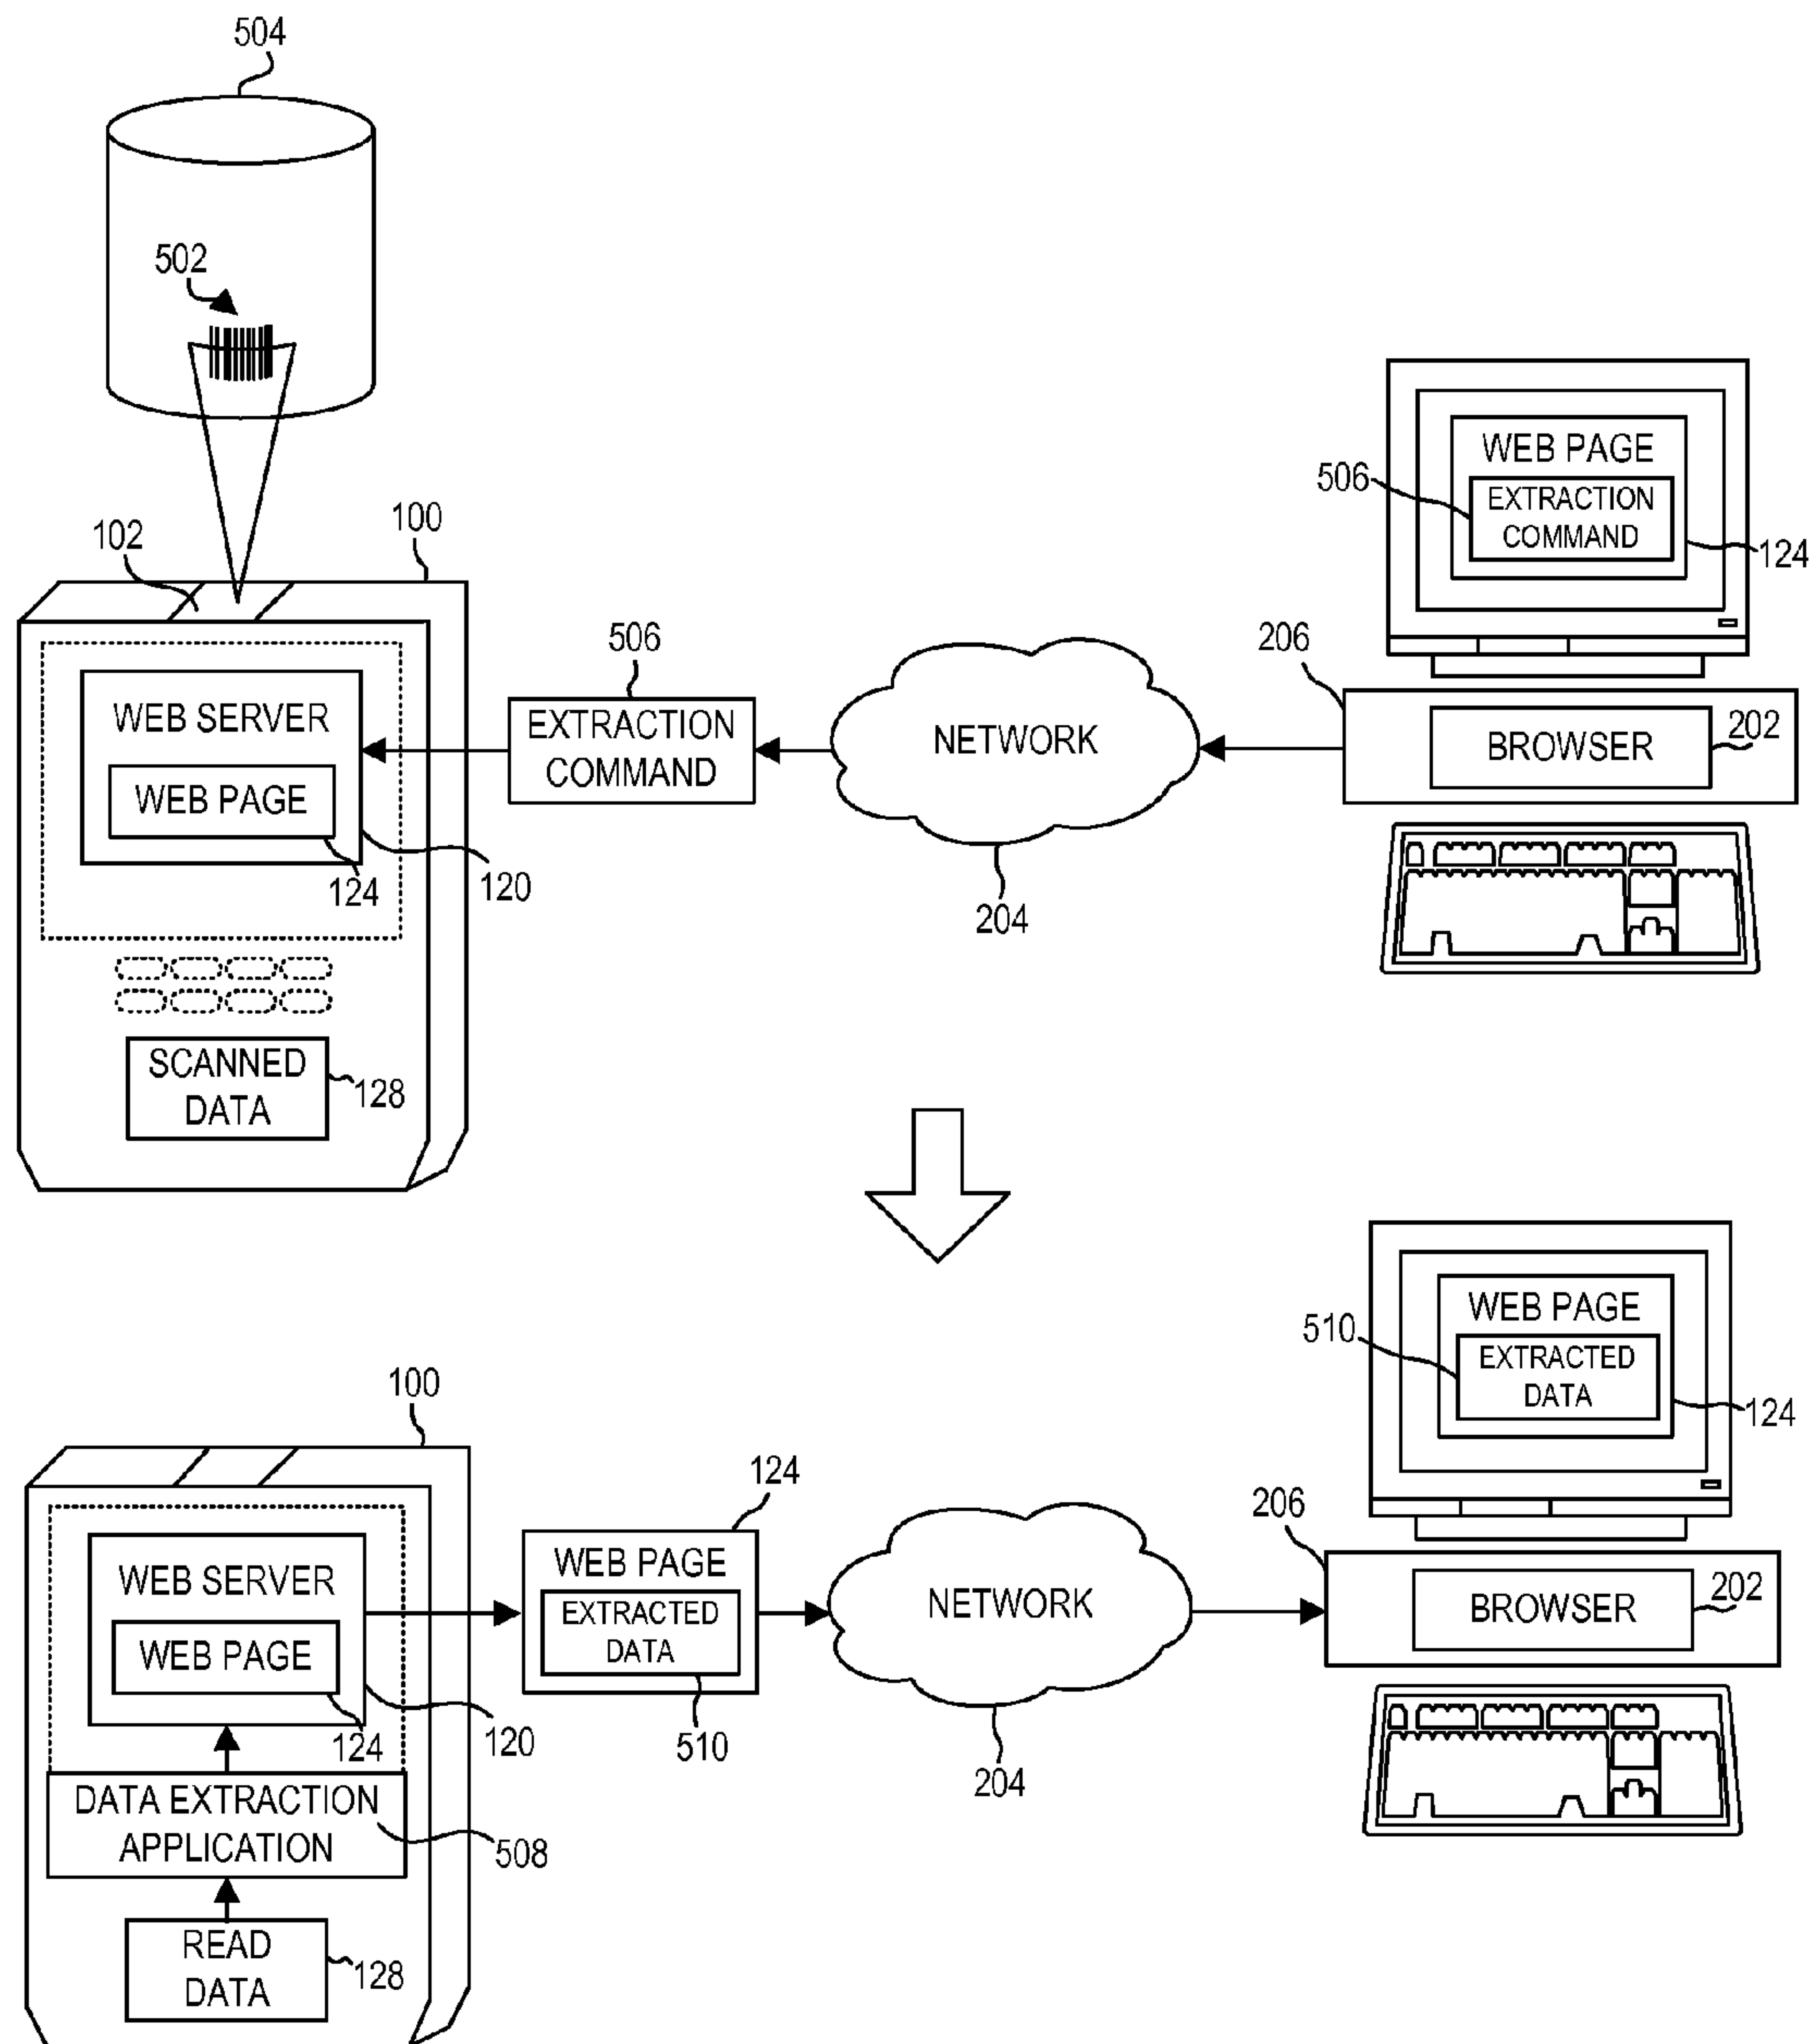 504
502
102
100
WEB SERVER
WEB PAGE
124
120
SCANNED
DATA
128
506
EXTRACTION
COMMAND
NETWORK
204
WEB PAGE
506
EXTRACTION
COMMAND
124
206
BROWSER
202
100
WEB SERVER
WEB PAGE
124
120
DATA EXTRACTION
APPLICATION
508
READ
DATA
128
124
WEB PAGE
EXTRACTED
DATA
510
NETWORK
204
WEB PAGE
510
EXTRACTED
DATA
124
206
BROWSER
202